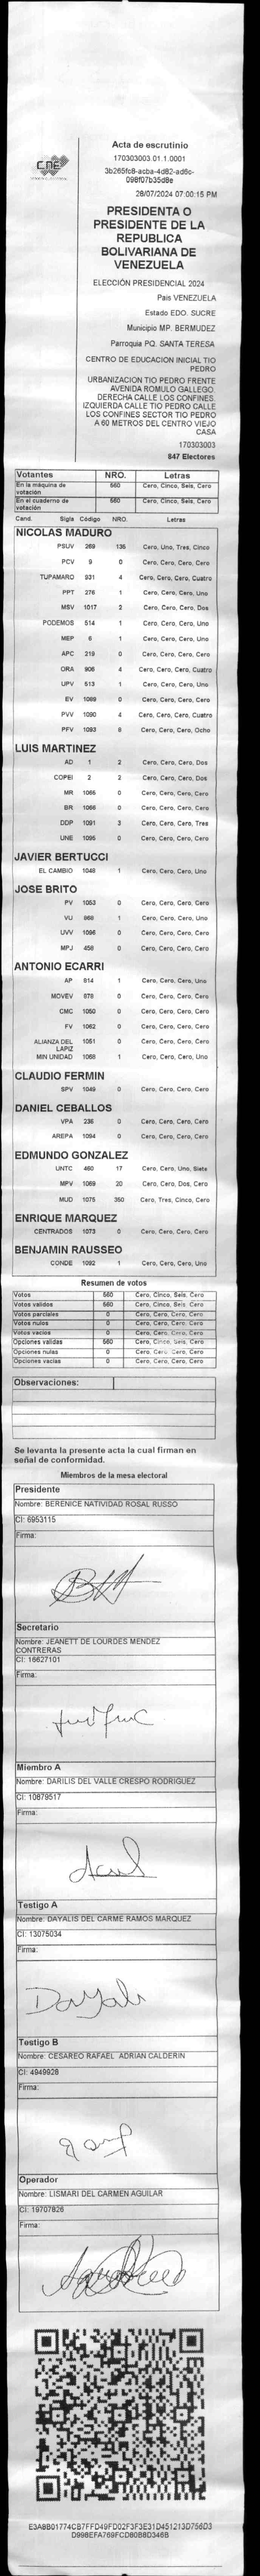 CNE
Acta de escrutinio
170303003.01.1.0001
3b265fc8-acba-4d82-ad6c-
098f07b35d8e
28/07/2024 07:00:15 PM
PRESIDENTA O
PRESIDENTE DE LA
REPUBLICA
BOLIVARIANA DE
VENEZUELA
ELECCIÓN PRESIDENCIAL 2024
Pais VENEZUELA
Estado EDO. SUCRE
Municipio MP. BERMUDEZ
Parroquia PQ. SANTA TERESA
CENTRO DE EDUCACION INICIAL TIO
PEDRO
URBANIZACION TIO PEDRO FRENTE
AVENIDA ROMULO GALLEGO.
DERECHA CALLE LOS CONFINES.
IZQUIERDA CALLE TIO PEDRO CALLE
LOS CONFINES SECTOR TIO PEDRO
A 60 METROS DEL CENTRO VIEJO
CASA
170303003
847 Electores
Votantes NRO. Letras
En la máquina de votación 560 Cero, Cinco, Seis, Cero
En el cuaderno de votación 560 Cero, Cinco, Seis, Cero
Cand. Sigla Código NRO. Letras
NICOLAS MADURO
PSUV 269 135 Cero, Uno, Tres, Cinco
PCV 9 0 Cero, Cero, Cero, Cero
TUPAMARO 931 4 Cero, Cero, Cero, Cuatro
PPT 276 1 Cero, Cero, Cero, Uno
MSV 1017 2 Cero, Cero, Cero, Dos
PODEMOS 514 1 Cero, Cero, Cero, Uno
MEP 6 1 Cero, Cero, Cero, Uno
APC 219 0 Cero, Cero, Cero, Cero
ORA 906 4 Cero, Cero, Cero, Cuatro
UPV 513 1 Cero, Cero, Cero, Uno
EV 1089 0 Cero, Cero, Cero, Cero
PVV 1090 4 Cero, Cero, Cero, Cuatro
PFV 1093 8 Cero, Cero, Cero, Ocho
LUIS MARTINEZ
AD 1 2 Cero, Cero, Cero, Dos
COPEI 2 2 Cero, Cero, Cero, Dos
MR 1065 0 Cero, Cero, Cero, Cero
BR 1066 0 Cero, Cero, Cero, Cero
DDP 1091 3 Cero, Cero, Cero, Tres
UNE 1095 0 Cero, Cero, Cero, Cero
JAVIER BERTUCCI
EL CAMBIO 1048 1 Cero, Cero, Cero, Uno
JOSE BRITO
PV 1053 0 Cero, Cero, Cero, Cero
VU 868 1 Cero, Cero, Cero, Uno
UVV 1096 0 Cero, Cero, Cero, Cero
MPJ 458 0 Cero, Cero, Cero, Cero
ANTONIO ECARRI
AP 814 1 Cero, Cero, Cero, Uno
MOVEV 878 0 Cero, Cero, Cero, Cero
CMC 1050 0 Cero, Cero, Cero, Cero
FV 1062 0 Cero, Cero, Cero, Cero
ALIANZA DEL LAPIZ 1051 0 Cero, Cero, Cero, Cero
MIN UNIDAD 1068 1 Cero, Cero, Cero, Uno
CLAUDIO FERMIN
SPV 1049 0 Cero, Cero, Cero, Cero
DANIEL CEBALLOS
VPA 236 0 Cero, Cero, Cero, Cero
AREPA 1094 0 Cero, Cero, Cero, Cero
EDMUNDO GONZALEZ
UNTC 460 17 Cero, Cero, Uno, Siete
MPV 1069 20 Cero, Cero, Dos, Cero
MUD 1075 350 Cero, Tres, Cinco, Cero
ENRIQUE MARQUEZ
CENTRADOS 1073 0 Cero, Cero, Cero, Cero
BENJAMIN RAUSSEO
CONDE 1092 1 Cero, Cero, Cero, Uno
Resumen de votos
Votos 560 Cero, Cinco, Seis, Cero
Votos validos 560 Cero, Cinco, Seis, Cero
Votos parciales 0 Cero, Cero, Cero, Cero
Votos nulos 0 Cero, Cero, Cero, Cero
Votos vacios 0 Cero, Cero, Cero, Cero
Opciones validas 560 Cero, Cinco, Seis, Cero
Opciones nulas 0 Cero, Cero, Cero, Cero
Opciones vacias 0 Cero, Cero, Cero, Cero
Observaciones:
Se levanta la presente acta la cual firman en
señal de conformidad.
Miembros de la mesa electoral
Presidente
Nombre: BERENICE NATIVIDAD ROSAL RUSSO
CI: 6953115
Firma:
Secretario
Nombre: JEANETT DE LOURDES MENDEZ
CONTRERAS
CI: 16627101
Firma:
Miembro A
Nombre: DARILIS DEL VALLE CRESPO RODRIGUEZ
CI: 10879517
Firma:
Testigo A
Nombre: DAYALIS DEL CARME RAMOS MARQUEZ
CI: 13075034
Firma:
Dayali
Testigo B
Nombre: CESAREO RAFAEL ADRIAN CALDERIN
CI: 4949928
Firma:
Operador
Nombre: LISMARI DEL CARMEN AGUILAR
CI: 19707826
Firma:
E3ABB01774CB7FFD49FD02F3F3E31D451213D756D3
D998EFA769FCD80B8D346B